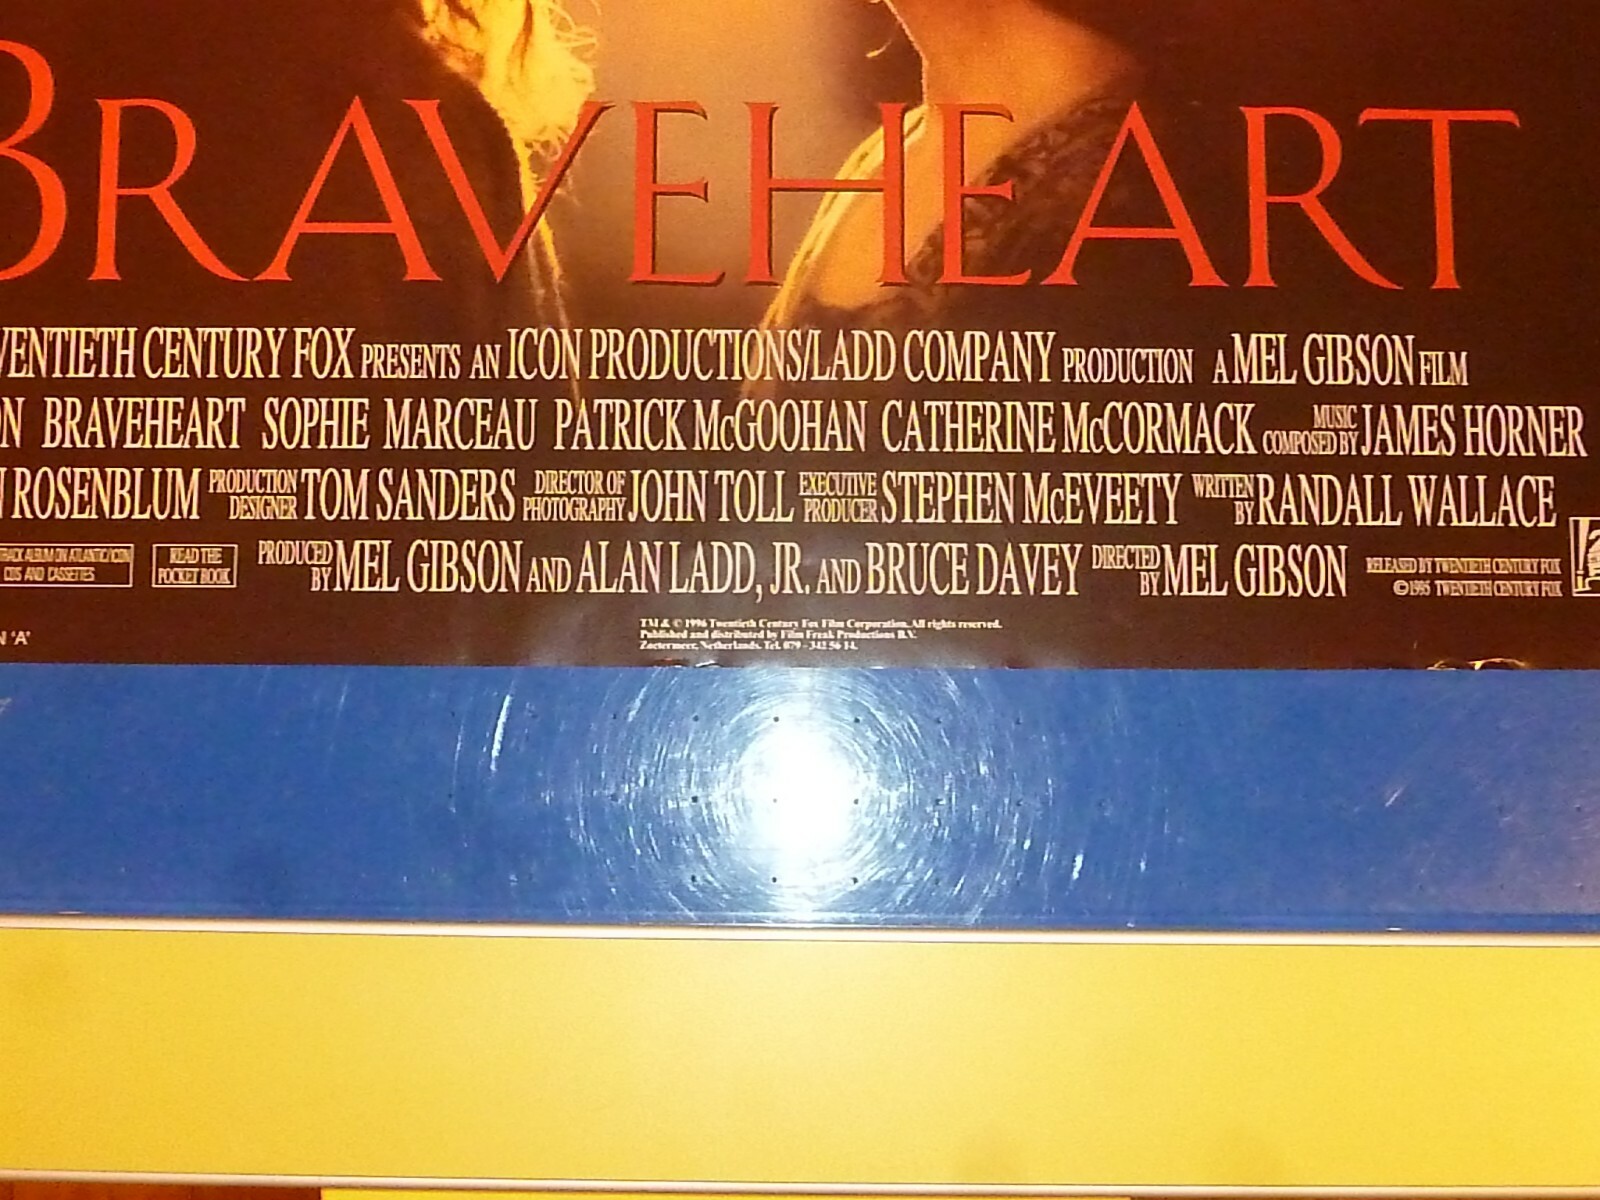 BRAVEHEART
TWENTIETH CENTURY FOX PRESENTS AN ICON PRODUCTIONS/LADD COMPANY PRODUCTION A MEL GIBSON FILM
BRAVEHEART SOPHIE MARCEAU PATRICK McGOOHAN CATHERINE McCORMACK MUSIC COMPOSED BY JAMES HORNER
ROSENBLUM PRODUCTION DESIGNER TOM SANDERS DIRECTOR OF PHOTOGRAPHY JOHN TOLL EXECUTIVE PRODUCER STEPHEN McEVEETY WRITTEN BY RANDALL WALLACE
ALBUM ON ATLANTIC/ICON
CDS AND CASSETTES
READ THE
POCKET BOOK
PRODUCED BY MEL GIBSON AND ALAN LADD, JR. AND BRUCE DAVEY DIRECTED BY MEL GIBSON
RELEASED BY TWENTIETH CENTURY FOX
©1995 TWENTIETH CENTURY FOX
'A'
TM & © 1996 Twentieth Century Fox Film Corporation. All rights reserved.
Published and distributed by Film Freak Productions B.V.
Zoetermeer, Netherlands. Tel. 079 - 342 56 14.